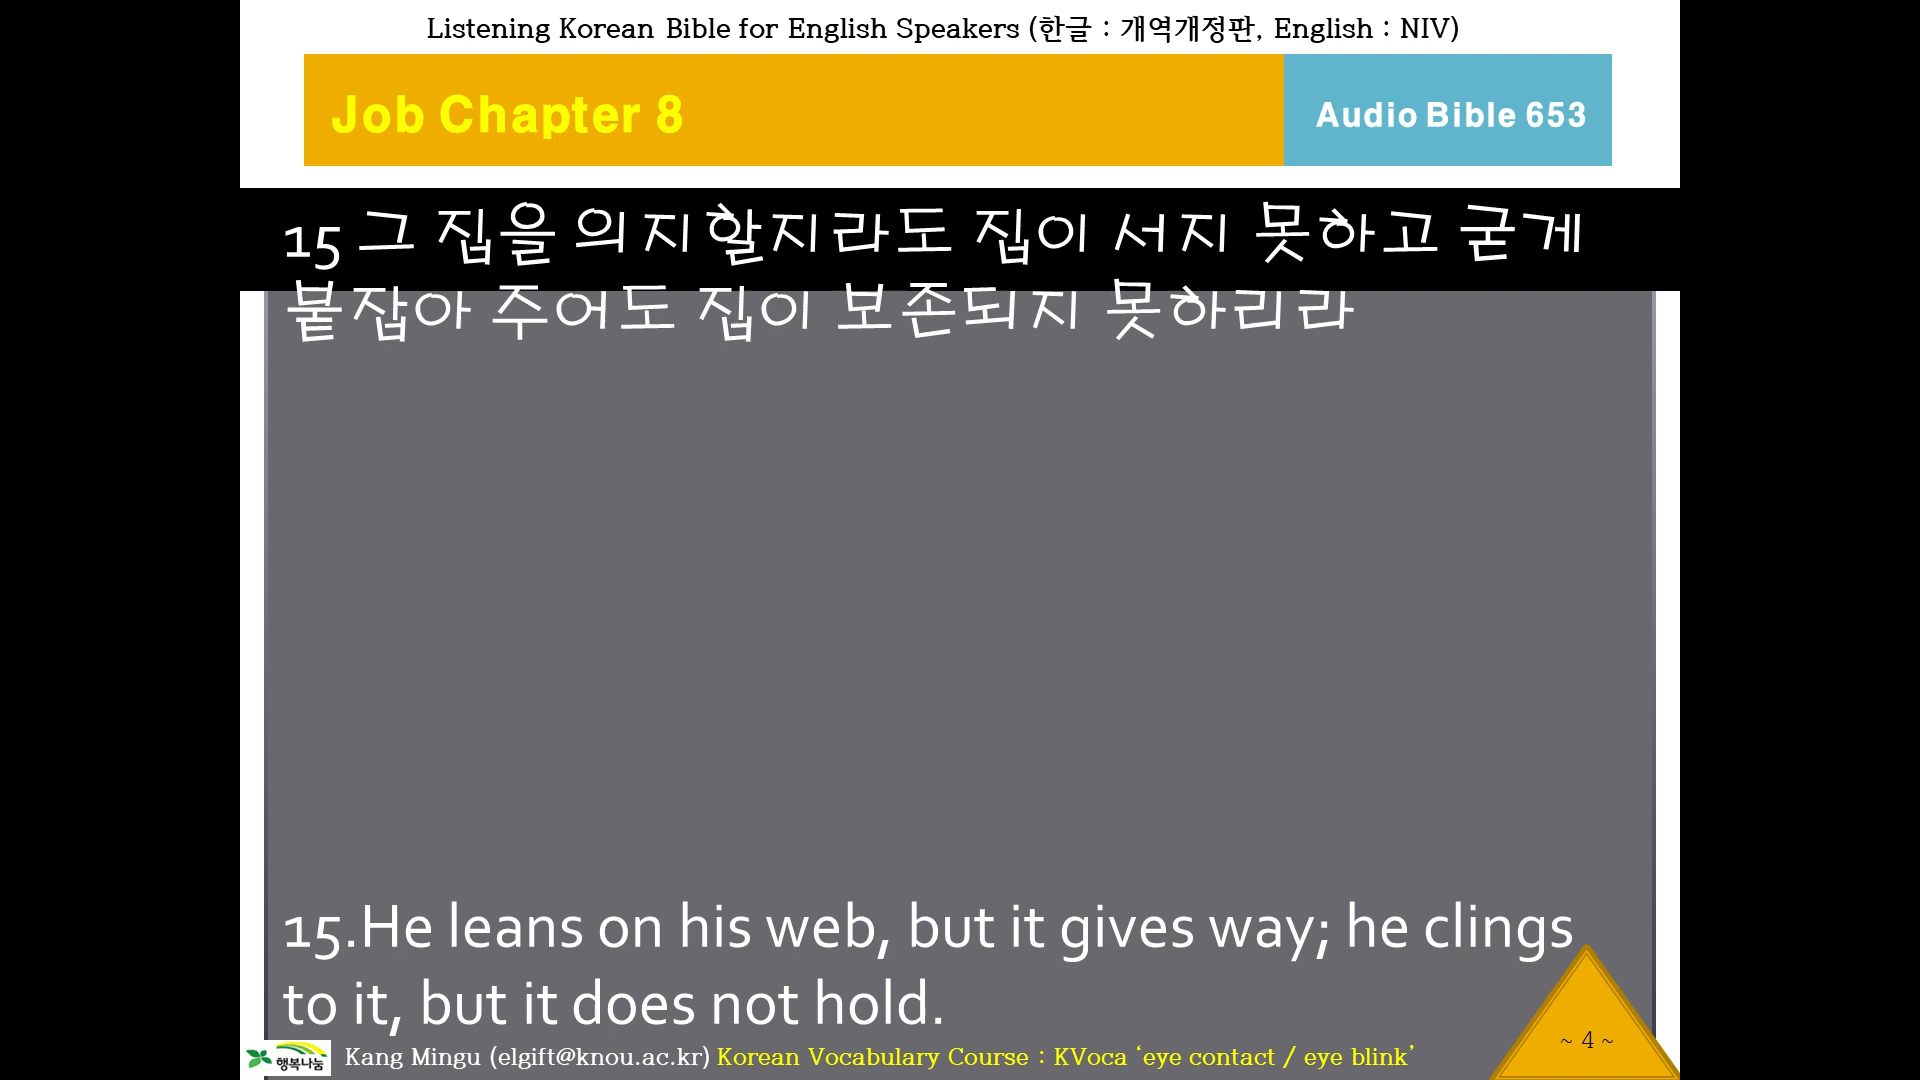 Listening Korean Bible for English Speakers (한글 : 개역개정판, English : NIV)
Job Chapter 8
Audio Bible 653
15 그 집을 의지할지라도 집이 서지 못하고 굳게
붙잡아 주어도 집이 보존되지 못하리라
15.He leans on his web, but it gives way; he clings
to it, but it does not hold.
~ 4 ~
행복나눔
Kang Mingu (elgift@knou.ac.kr) Korean Vocabulary Course : KVoca ‘eye contact / eye blink’